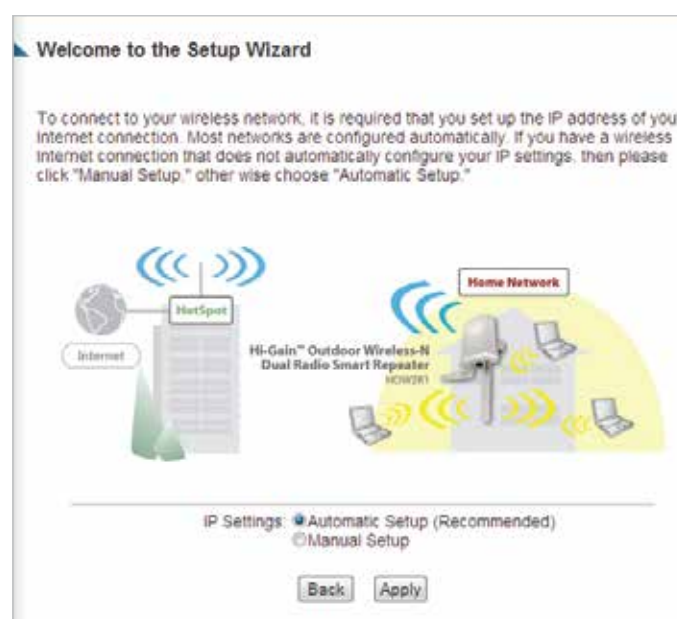 Welcome to the Setup Wizard
To connect to your wireless network, it is required that you set up the IP address of you
Internet connection. Most networks are configured automatically. If you have a wireless
Internet connection that does not automatically configure your IP settings, then please
click "Manual Setup," other wise choose "Automatic Setup."
Home Network
HotSpot
Internet
Hi-Gain™ Outdoor Wireless-N
Dual Radio Smart Repeater
HOW2R1
IP Settings: Automatic Setup (Recommended)
Manual Setup
Back Apply